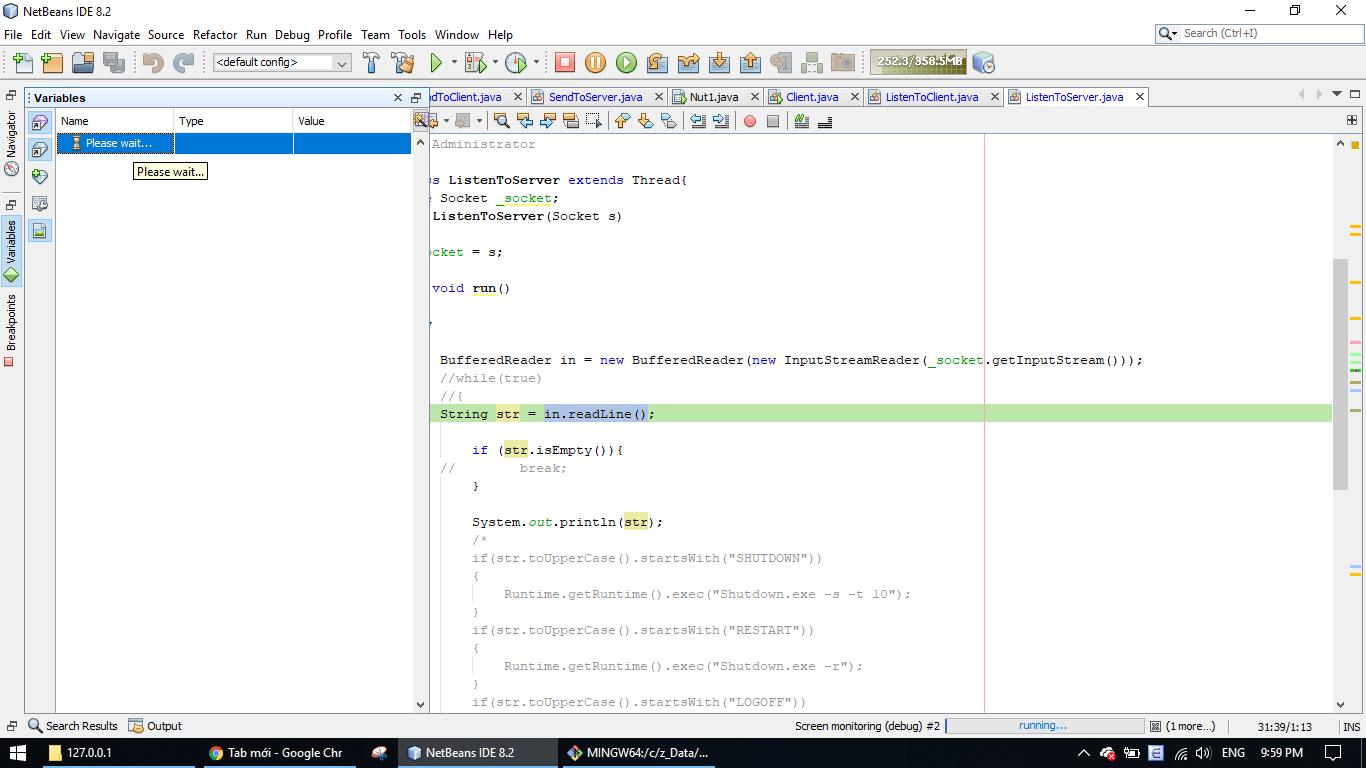 NetBeans IDE 8.2
File Edit View Navigate Source Refactor Run Debug Profile Team Tools Window Help
Search (Ctrl+I)
<default config>
252.3/358.5MB
Variables
dToClient.java SendToServer.java Nut1.java Client.java ListenToClient.java ListenToServer.java
Navigator
Variables
Breakpoints
Name Type Value
Please wait...
Please wait...
Administrator
ss ListenToServer extends Thread{
Socket _socket;
ListenToServer(Socket s)
ocket = s;
void run()
BufferedReader in = new BufferedReader(new InputStreamReader(_socket.getInputStream()));
//while(true)
//{
String str = in.readLine();
if (str.isEmpty()){
// break;
}
System.out.println(str);
/*
if(str.toUpperCase().startsWith("SHUTDOWN"))
{
Runtime.getRuntime().exec("Shutdown.exe -s -t 10");
}
if(str.toUpperCase().startsWith("RESTART"))
{
Runtime.getRuntime().exec("Shutdown.exe -r");
}
if(str.toUpperCase().startsWith("LOGOFF"))
Search Results Output
Screen monitoring (debug) #2 running... (1 more...) 31:39/1:13 INS
127.0.0.1 Tab mới - Google Chr NetBeans IDE 8.2 MINGW64:/c/z_Data/... ENG 9:59 PM